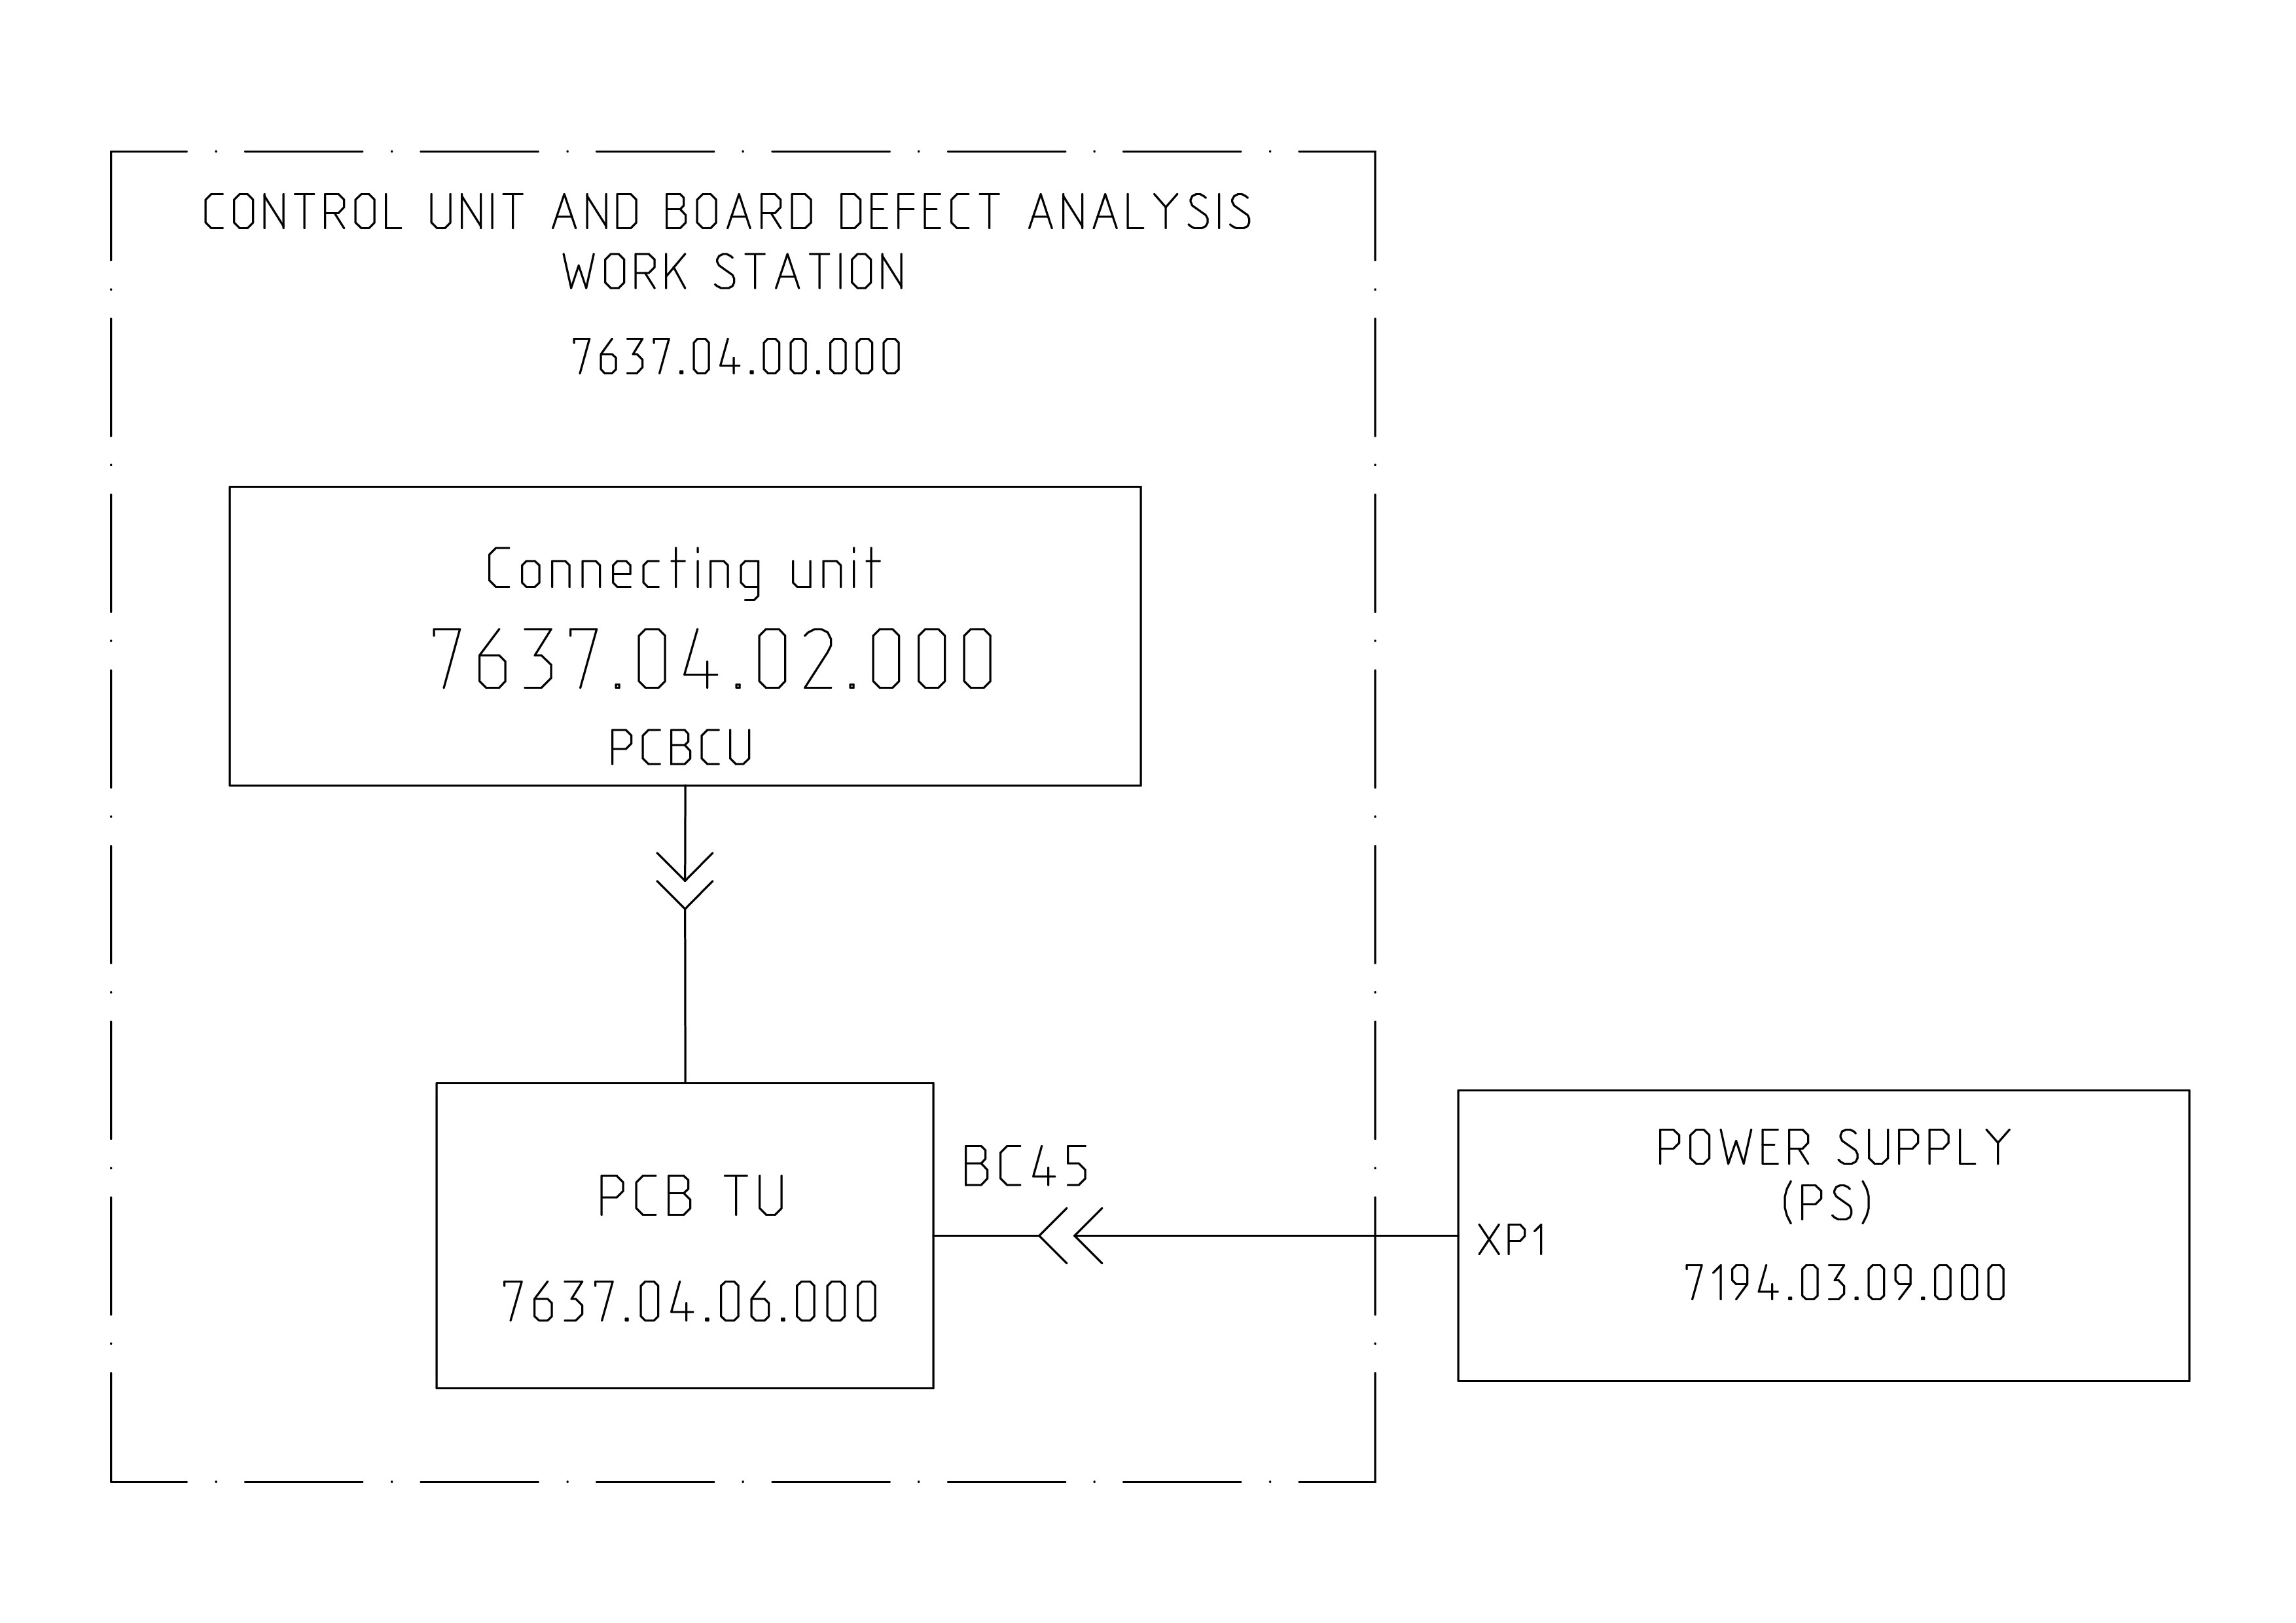 CONTROL UNIT AND BOARD DEFECT ANALYSIS
WORK STATION
7637.04.00.000
Connecting unit
7637.04.02.000
PCBCU
PCB TU
7637.04.06.000
BC45
XP1
POWER SUPPLY
(PS)
7194.03.09.000